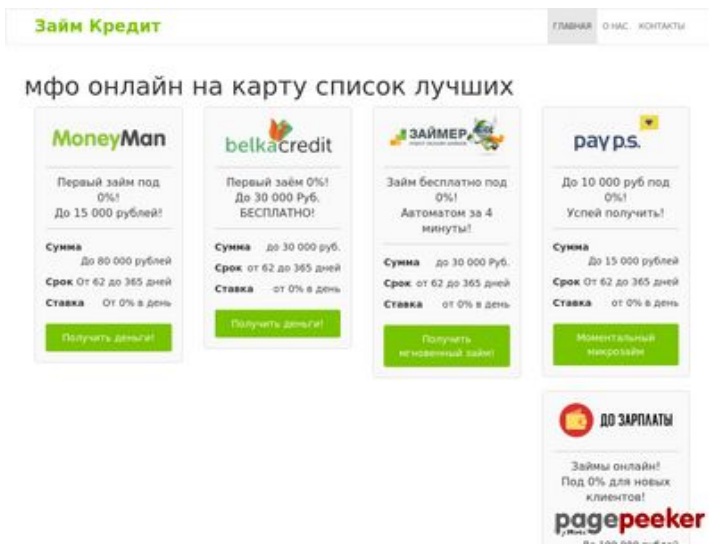 Займ Кредит
ГЛАВНАЯ О НАС КОНТАКТЫ
мфо онлайн на карту список лучших
MoneyMan
Первый займ под
0%!
До 15 000 рублей!
Сумма
До 80 000 рублей
Срок От 62 до 365 дней
Ставка От 0% в день
Получить деньги!
belkacredit
Первый заём 0%!
До 30 000 Руб.
БЕСПЛАТНО!
Сумма до 30 000 руб.
Срок от 62 до 365 дней
Ставка от 0% в день
Получить деньги!
ЗАЙМЕР
Займ бесплатно под
0%!
Автоматом за 4
минуты!
Сумма до 30 000 Руб.
Срок от 62 до 365 дней
Ставка от 0% в день
Получить
мгновенный займ!
pay p.s.
До 10 000 руб под
0%!
Успей получить!
Сумма
До 15 000 рублей
Срок От 62 до 365 дней
Ставка от 0% в день
Моментальный
микрозайм
ДО ЗАРПЛАТЫ
Займы онлайн!
Под 0% для новых
клиентов!
pagepeeker